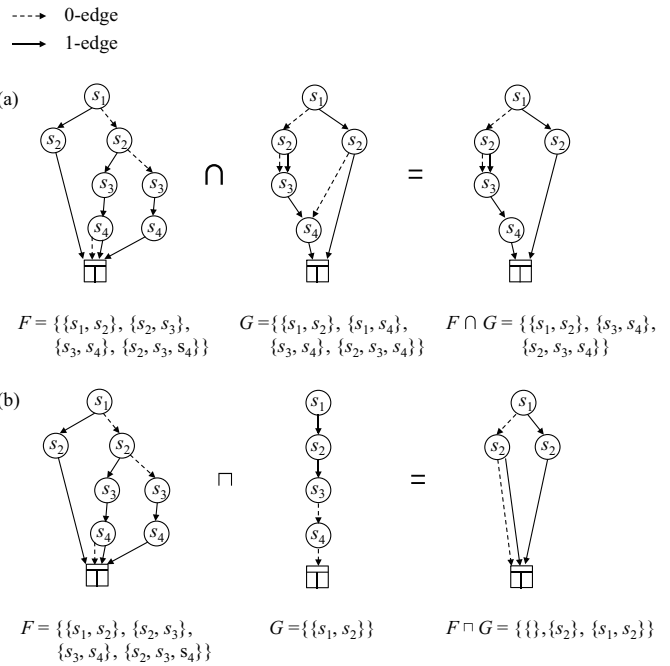 0-edge
1-edge
(a)
s1 s1 s1
s2 s2 s2 s2 s2 s2
s3 s3 s3 s3
∩ =
s4 s4 s4 s4
⊤ ⊤ ⊤
F = {{s1, s2}, {s2, s3}, G ={{s1, s2}, {s1, s4}, F ∩ G = {{s1, s2}, {s3, s4},
{s3, s4}, {s2, s3, s4}} {s3, s4}, {s2, s3, s4}} {s2, s3, s4}}
(b)
s1 s1 s1
s2 s2 s2 s2 s2
s3 s3 ⊓ s3 =
s4 s4 s4
⊤ ⊤ ⊤
F = {{s1, s2}, {s2, s3}, G ={{s1, s2}} F ⊓ G = {{},{s2}, {s1, s2}}
{s3, s4}, {s2, s3, s4}}